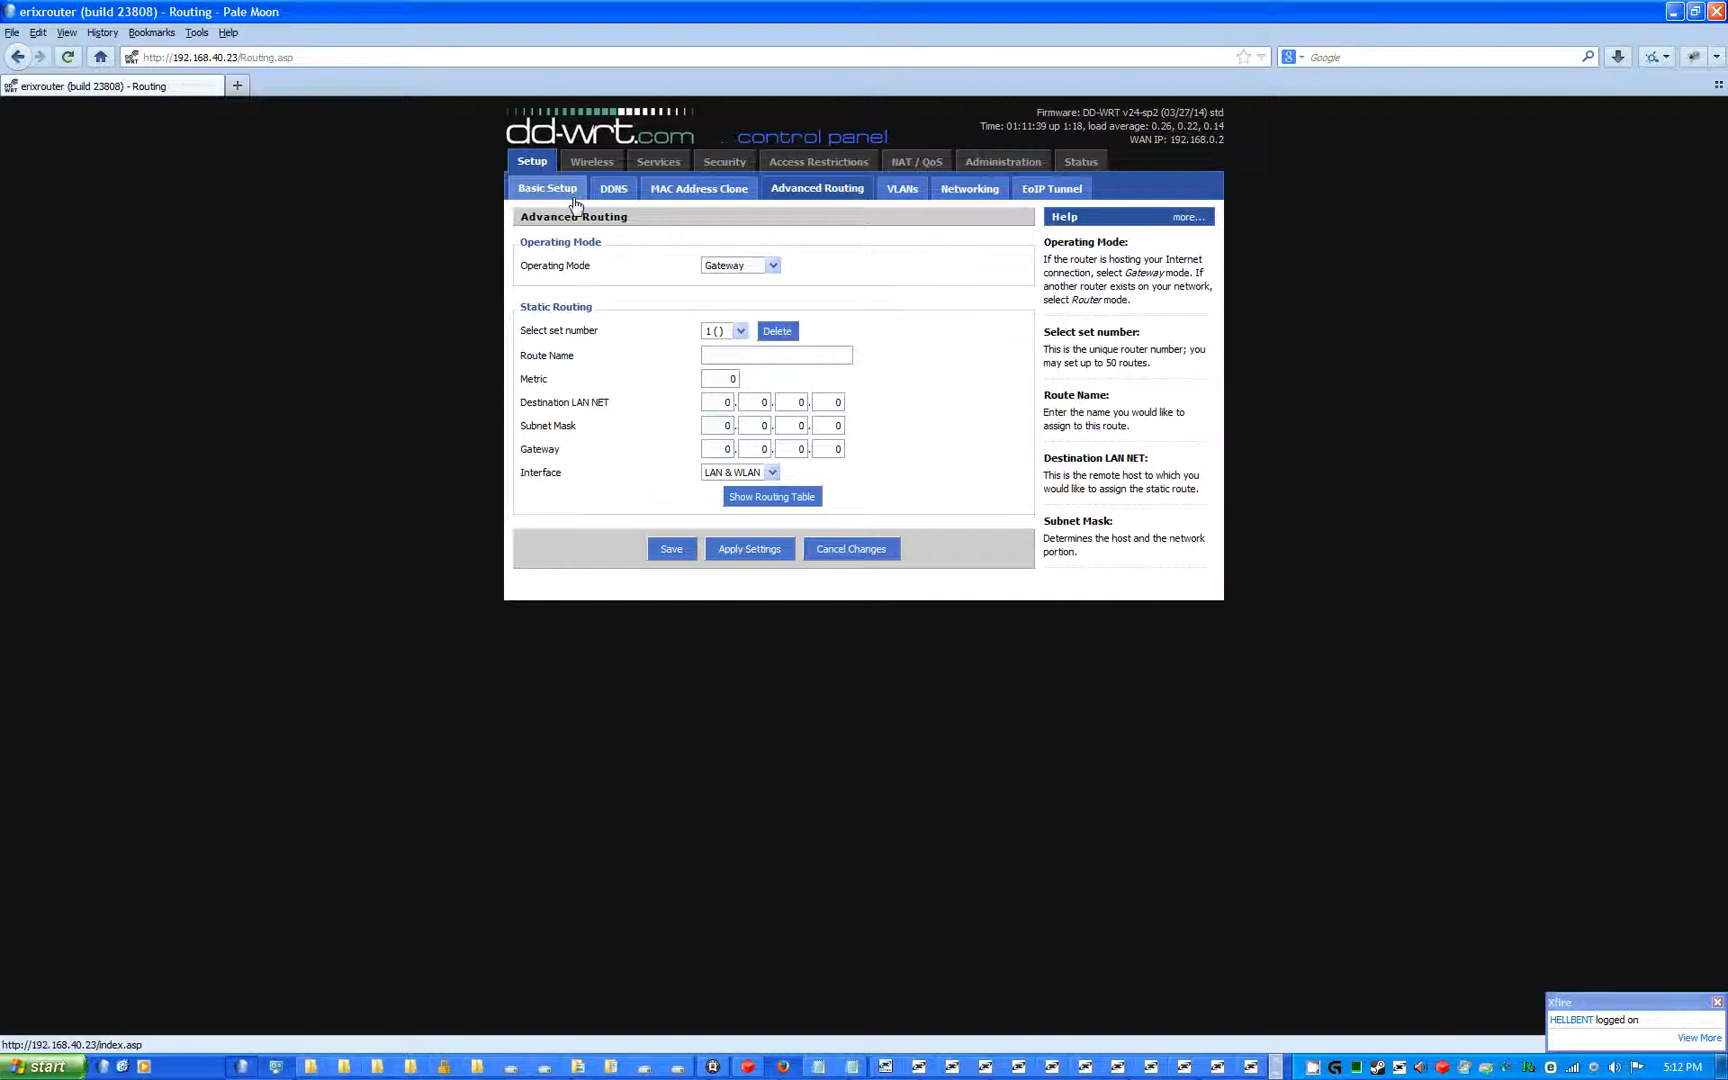 erixrouter (build 23808) - Routing - Pale Moon
File Edit View History Bookmarks Tools Help
http://192.168.40.23/Routing.asp
Google
erixrouter (build 23808) - Routing
dd-wrt.com ... control panel
Firmware: DD-WRT v24-sp2 (03/27/14) std
Time: 01:11:39 up 1:18, load average: 0.26, 0.22, 0.14
WAN IP: 192.168.0.2
Setup Wireless Services Security Access Restrictions NAT / QoS Administration Status
Basic Setup DDNS MAC Address Clone Advanced Routing VLANs Networking EoIP Tunnel
Advanced Routing
Operating Mode
Operating Mode Gateway
Static Routing
Select set number 1 ( ) Delete
Route Name
Metric 0
Destination LAN NET 0 . 0 . 0 . 0
Subnet Mask 0 . 0 . 0 . 0
Gateway 0 . 0 . 0 . 0
Interface LAN & WLAN
Show Routing Table
Save Apply Settings Cancel Changes
Help more...
Operating Mode:
If the router is hosting your Internet
connection, select Gateway mode. If
another router exists on your network,
select Router mode.
Select set number:
This is the unique router number; you
may set up to 50 routes.
Route Name:
Enter the name you would like to
assign to this route.
Destination LAN NET:
This is the remote host to which you
would like to assign the static route.
Subnet Mask:
Determines the host and the network
portion.
Xfire
HELLBENT logged on
View More
http://192.168.40.23/index.asp
start
5:12 PM